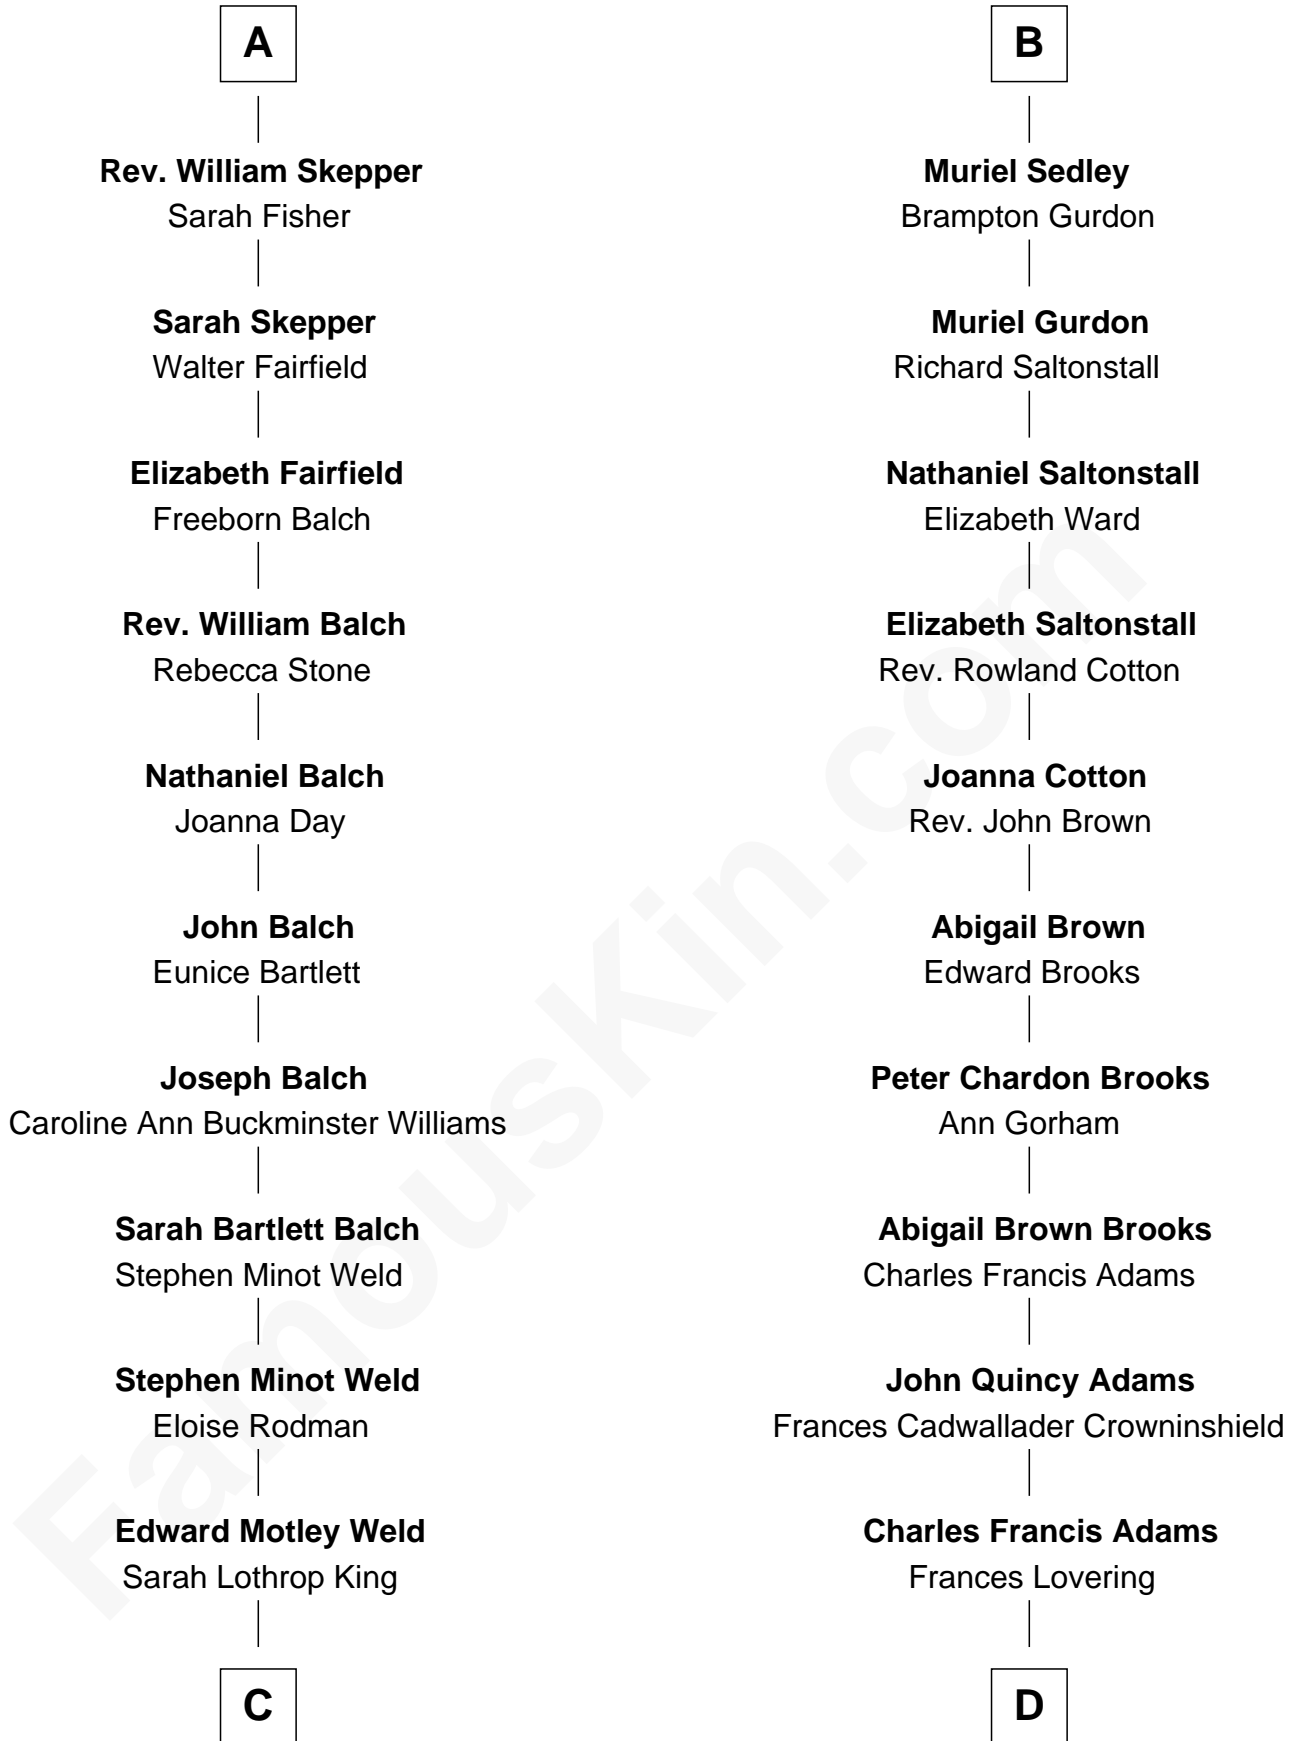 A
Rev. William Skepper
Sarah Fisher
Sarah Skepper
Walter Fairfield
Elizabeth Fairfield
Freeborn Balch
Rev. William Balch
Rebecca Stone
Nathaniel Balch
Joanna Day
John Balch
Eunice Bartlett
Joseph Balch
Caroline Ann Buckminster Williams
Sarah Bartlett Balch
Stephen Minot Weld
Stephen Minot Weld
Eloise Rodman
Edward Motley Weld
Sarah Lothrop King
C
B
Muriel Sedley
Brampton Gurdon
Muriel Gurdon
Richard Saltonstall
Nathaniel Saltonstall
Elizabeth Ward
Elizabeth Saltonstall
Rev. Rowland Cotton
Joanna Cotton
Rev. John Brown
Abigail Brown
Edward Brooks
Peter Chardon Brooks
Ann Gorham
Abigail Brown Brooks
Charles Francis Adams
John Quincy Adams
Frances Cadwallader Crowninshield
Charles Francis Adams
Frances Lovering
D
FamousKin.com